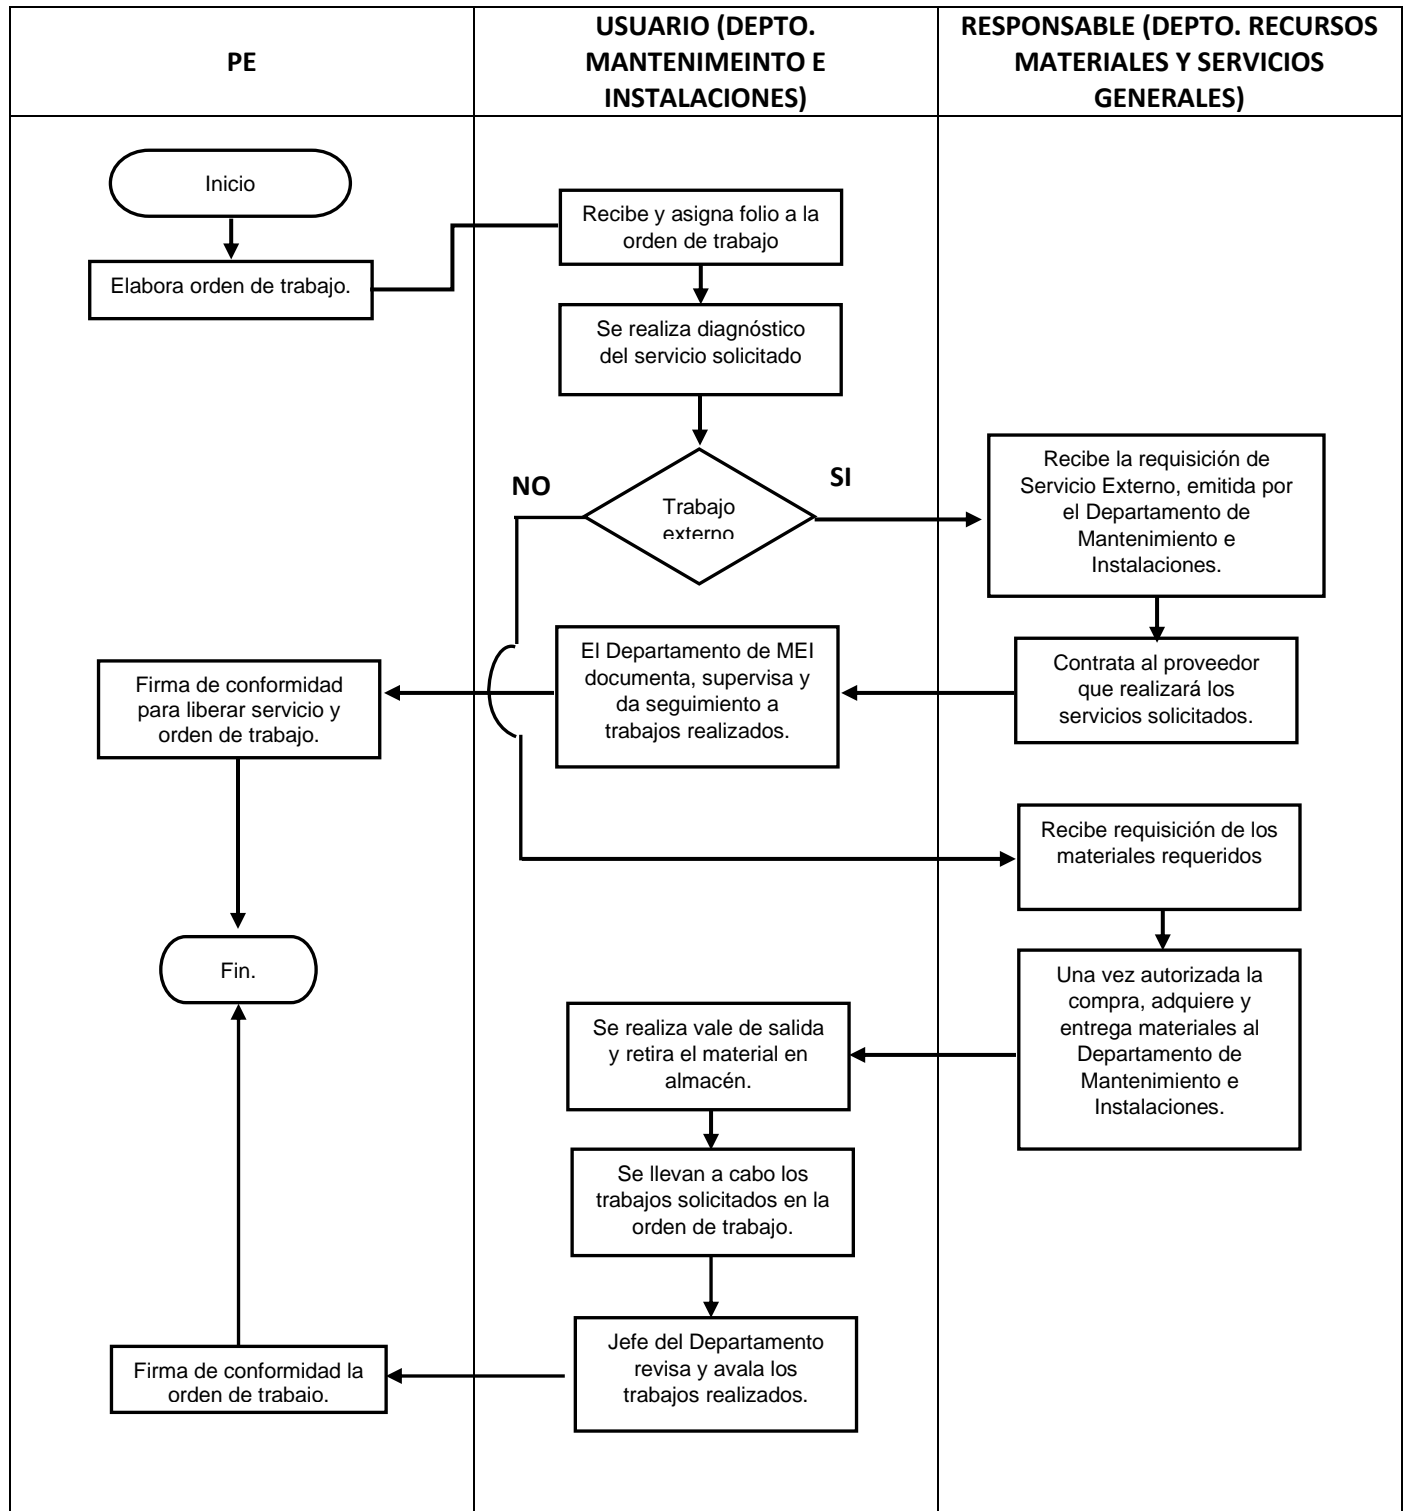 PE
USUARIO (DEPTO.
MANTENIMEINTO E
INSTALACIONES)
RESPONSABLE (DEPTO. RECURSOS
MATERIALES Y SERVICIOS
GENERALES)
Inicio
Elabora orden de trabajo.
Recibe y asigna folio a la
orden de trabajo
Se realiza diagnóstico
del servicio solicitado
NO
SI
Trabajo
externo
Recibe la requisición de
Servicio Externo, emitida por
el Departamento de
Mantenimiento e
Instalaciones.
Contrata al proveedor
que realizará los
servicios solicitados.
El Departamento de MEI
documenta, supervisa y
da seguimiento a
trabajos realizados.
Firma de conformidad
para liberar servicio y
orden de trabajo.
Recibe requisición de los
materiales requeridos
Fin.
Una vez autorizada la
compra, adquiere y
entrega materiales al
Departamento de
Mantenimiento e
Instalaciones.
Se realiza vale de salida
y retira el material en
almacén.
Se llevan a cabo los
trabajos solicitados en la
orden de trabajo.
Jefe del Departamento
revisa y avala los
trabajos realizados.
Firma de conformidad la
orden de trabajo.